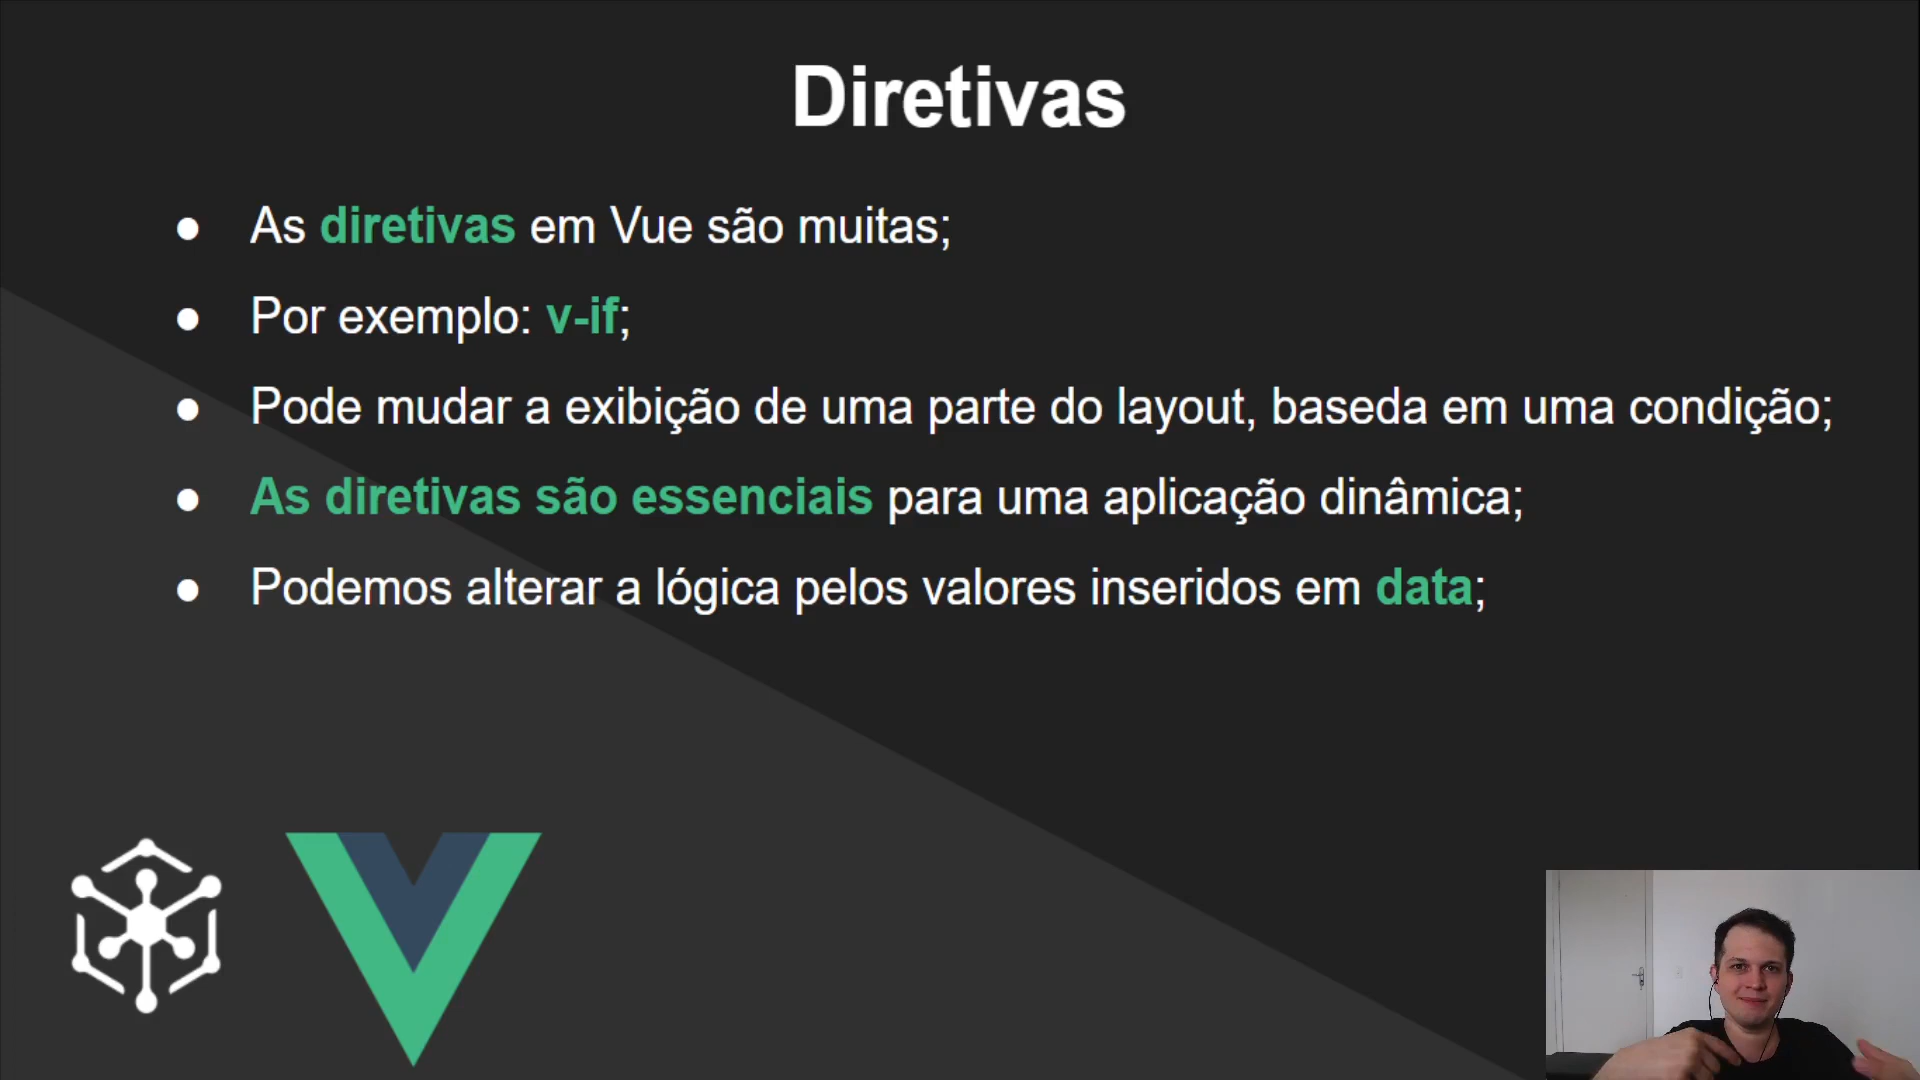 Diretivas
● As diretivas em Vue são muitas;
● Por exemplo: v-if;
● Pode mudar a exibição de uma parte do layout, baseda em uma condição;
● As diretivas são essenciais para uma aplicação dinâmica;
● Podemos alterar a lógica pelos valores inseridos em data;